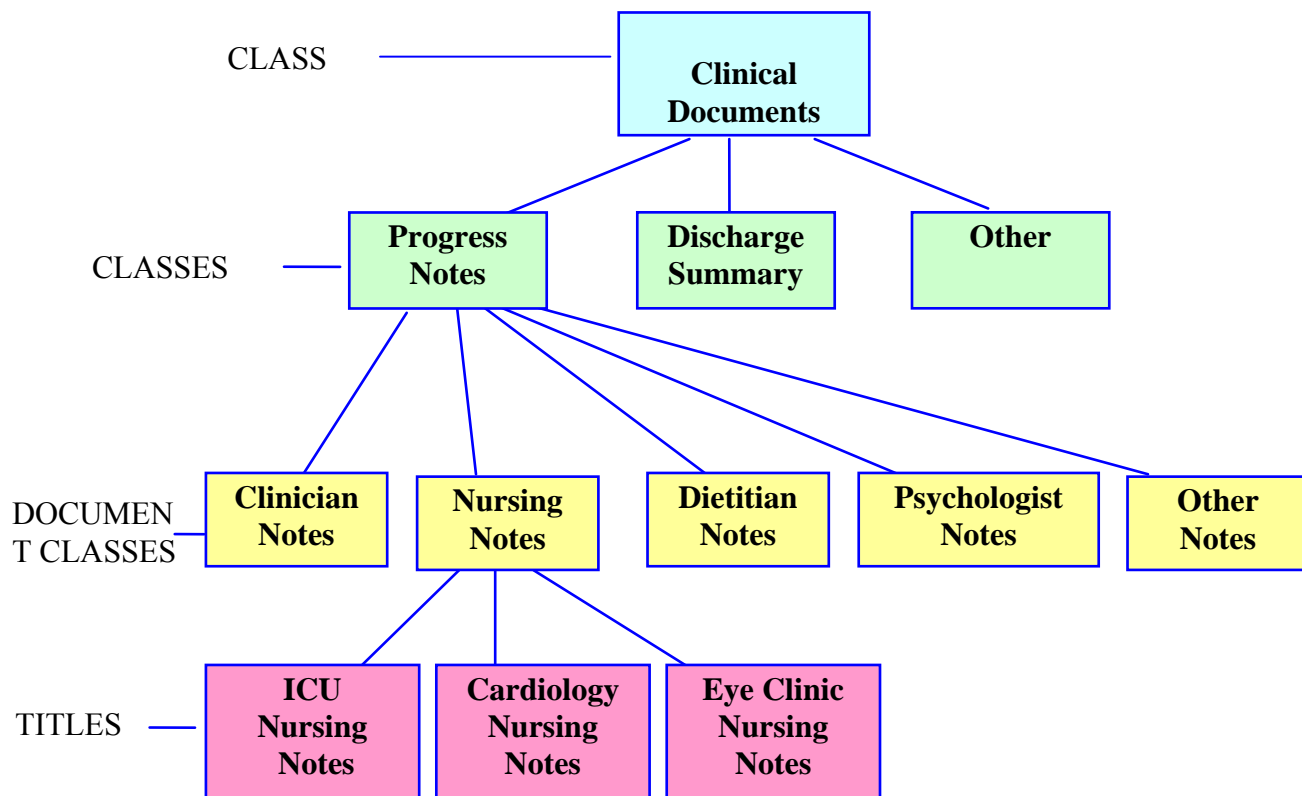 CLASS
Clinical
Documents
CLASSES
Progress
Notes
Discharge
Summary
Other
DOCUMEN
T CLASSES
Clinician
Notes
Nursing
Notes
Dietitian
Notes
Psychologist
Notes
Other
Notes
TITLES
ICU
Nursing
Notes
Cardiology
Nursing
Notes
Eye Clinic
Nursing
Notes